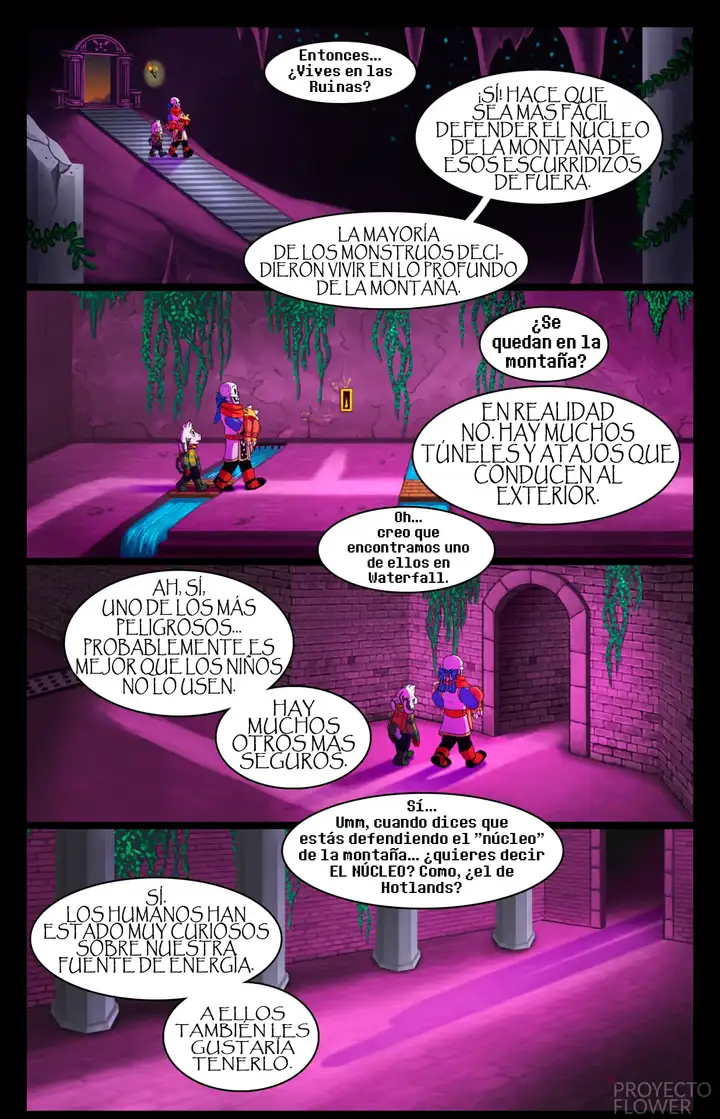 Entonces...
¿Vives en las
Ruinas?
¡SÍ! HACE QUE
SEA MAS FÁCIL
DEFENDER EL NÚCLEO
DE LA MONTAÑA DE
ESOS ESCURRIDIZOS
DE FUERA.
LA MAYORÍA
DE LOS MONSTRUOS DECI-
DIERON VIVIR EN LO PROFUNDO
DE LA MONTAÑA.
¿Se
quedan en la
montaña?
EN REALIDAD
NO. HAY MUCHOS
TÚNELES Y ATAJOS QUE
CONDUCEN AL
EXTERIOR.
Oh...
creo que
encontramos uno
de ellos en
Waterfall.
AH, SÍ,
UNO DE LOS MÁS
PELIGROSOS...
PROBABLEMENTE ES
MEJOR QUE LOS NIÑOS
NO LO USEN.
HAY
MUCHOS
OTROS MÁS
SEGUROS.
Sí...
Umm, cuando dices que
estás defendiendo el "núcleo"
de la montaña... ¿quieres decir
EL NÚCLEO? Como, ¿el de
Hotlands?
SÍ.
LOS HUMANOS HAN
ESTADO MUY CURIOSOS
SOBRE NUESTRA
FUENTE DE ENERGÍA.
A ELLOS
TAMBIÉN LES
GUSTARÍA
TENERLO.
PROYECTO
FLOWER